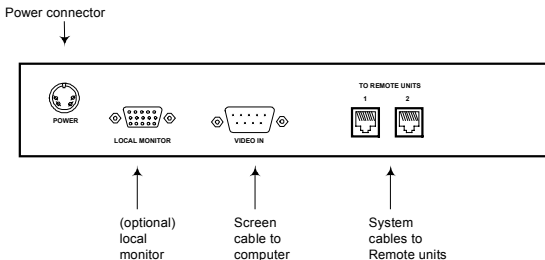 Power connector
TO REMOTE UNITS
1 2
POWER
LOCAL MONITOR
VIDEO IN
(optional)
local
monitor
Screen
cable to
computer
System
cables to
Remote units